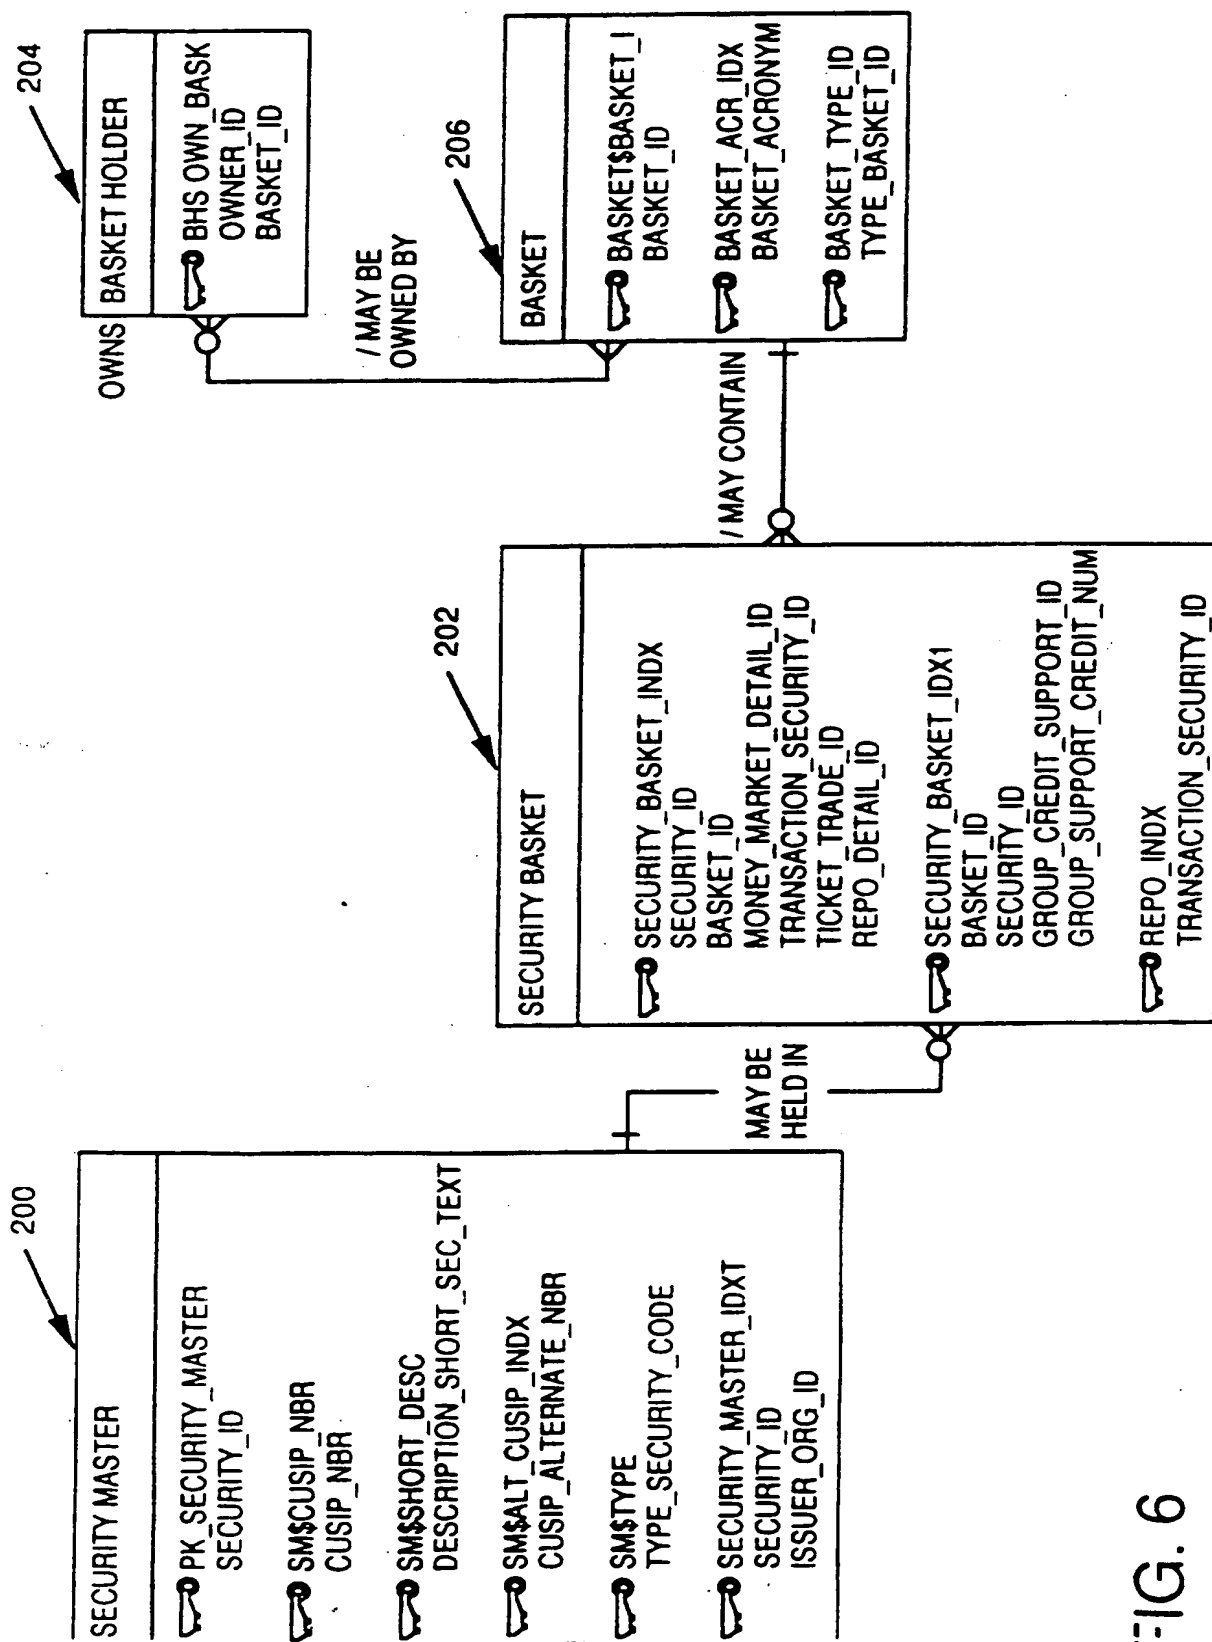 200
SECURITY MASTER
PK_SECURITY_MASTER
SECURITY_ID
SM$CUSIP_NBR
CUSIP_NBR
SM$SHORT_DESC
DESCRIPTION_SHORT_SEC_TEXT
SM$ALT_CUSIP_INDX
CUSIP_ALTERNATE_NBR
SM$TYPE
TYPE_SECURITY_CODE
SECURITY_MASTER_IDXT
SECURITY_ID
ISSUER_ORG_ID
MAY BE
HELD IN
202
SECURITY BASKET
SECURITY_BASKET_INDX
SECURITY_ID
BASKET_ID
MONEY_MARKET_DETAIL_ID
TRANSACTION_SECURITY_ID
TICKET_TRADE_ID
REPO_DETAIL_ID
SECURITY_BASKET_IDX1
BASKET_ID
SECURITY_ID
GROUP_CREDIT_SUPPORT_ID
GROUP_SUPPORT_CREDIT_NUM
REPO_INDX
TRANSACTION_SECURITY_ID
/ MAY CONTAIN
204
OWNS
BASKET HOLDER
BHS OWN_BASK
OWNER_ID
BASKET_ID
/ MAY BE
OWNED BY
206
BASKET
BASKET$BASKET_I
BASKET_ID
BASKET_ACR_IDX
BASKET_ACRONYM
BASKET_TYPE_ID
TYPE_BASKET_ID
FIG. 6